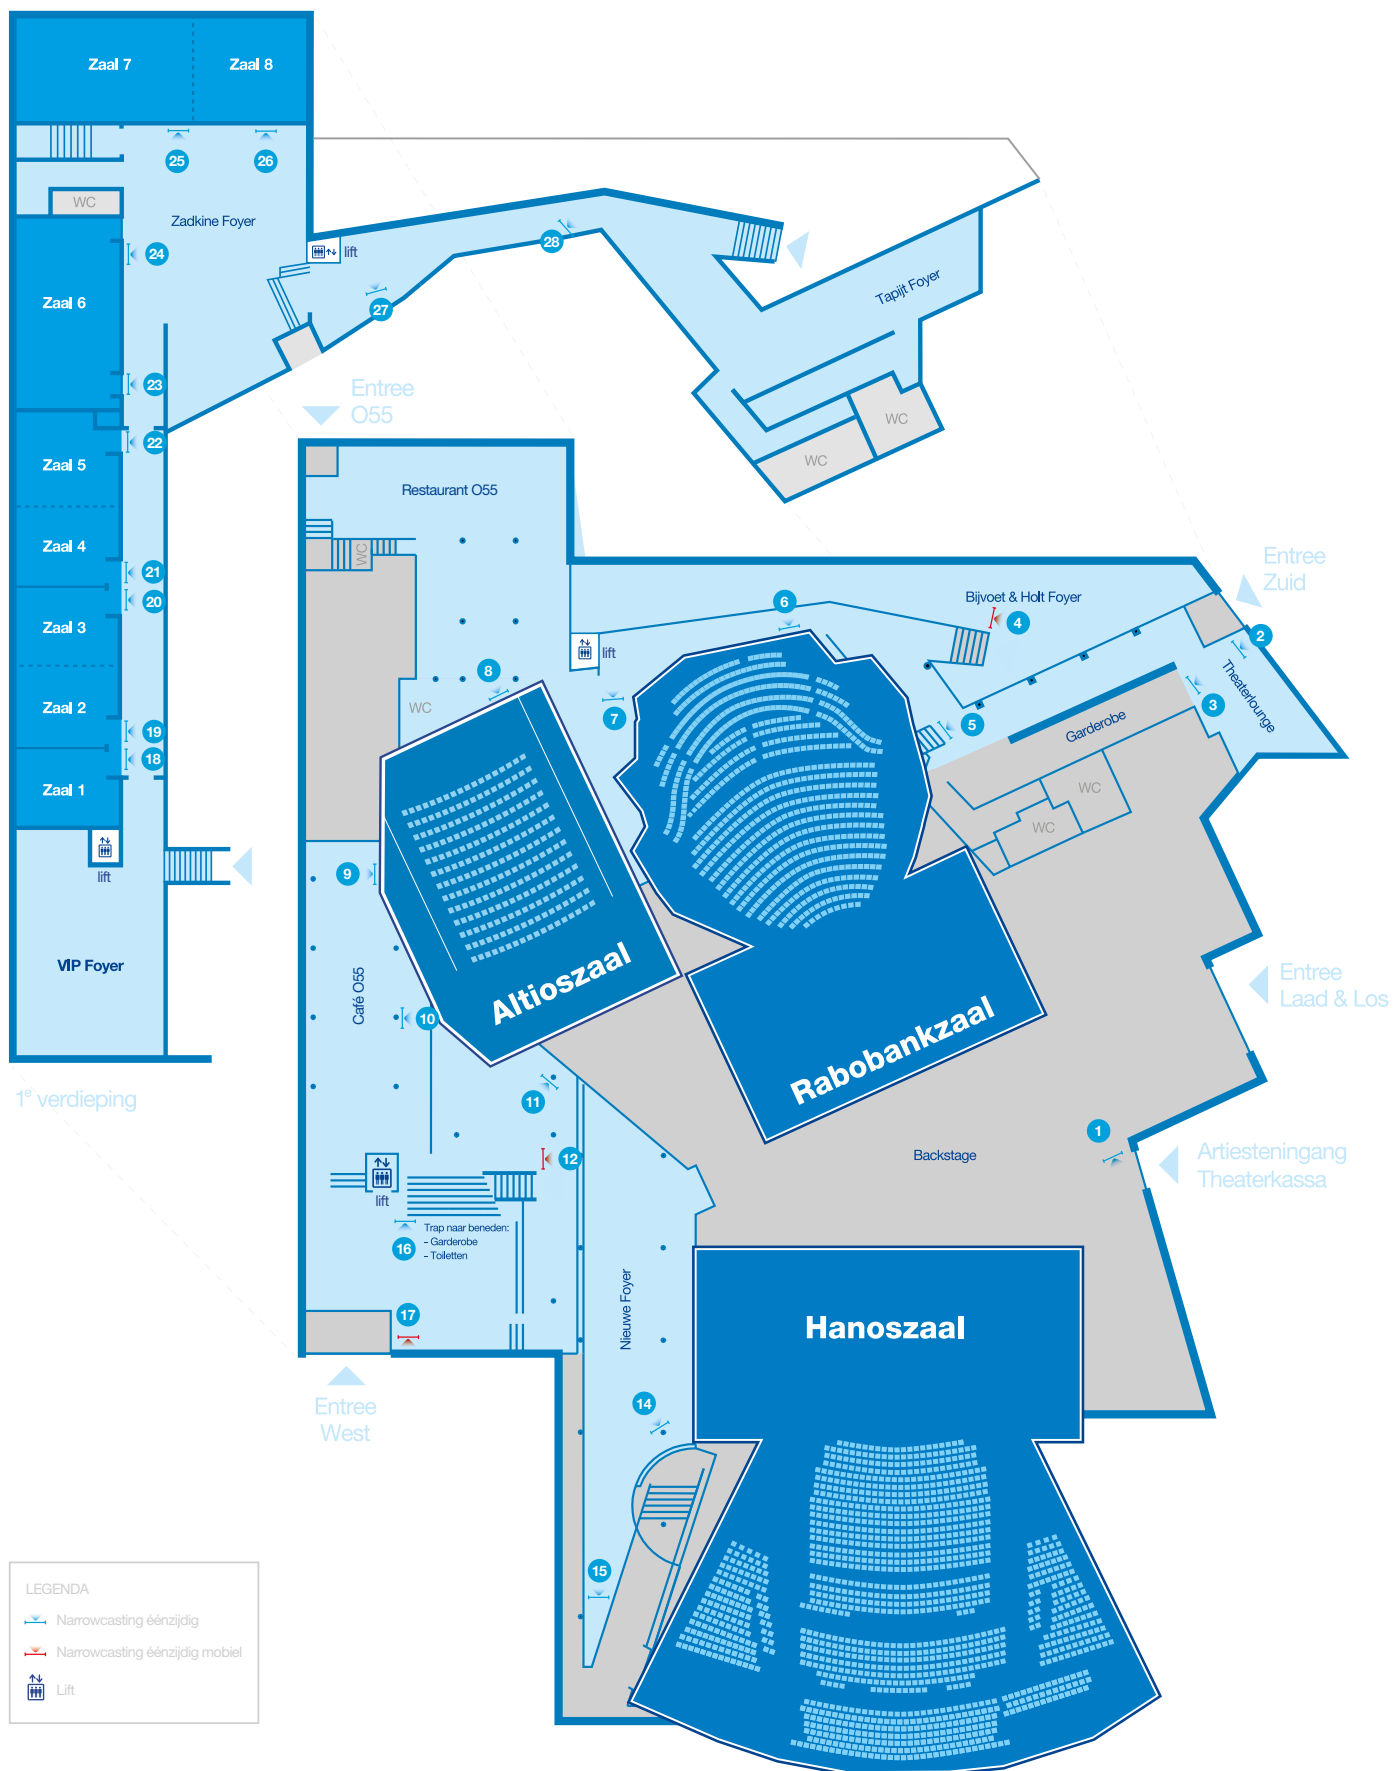 Zaal 7
Zaal 8
25
26
WC
Zadkine Foyer
24
lift
28
Zaal 6
27
Tapijt Foyer
23
Entree
O55
WC
WC
22
Zaal 5
Restaurant O55
Zaal 4
WC
21
20
Entree
Zuid
6
Bijvoet & Holt Foyer
4
2
Zaal 3
lift
8
Theaterlounge
Zaal 2
WC
7
3
5
Garderobe
19
18
Zaal 1
WC
WC
lift
9
VIP Foyer
Altioszaal
Café O55
10
Entree
Laad & Los
Rabobankzaal
1e verdieping
11
1
12
Backstage
Artiesteningang
Theaterkassa
lift
16
Trap naar beneden:
- Garderobe
- Toiletten
17
Nieuwe Foyer
Hanoszaal
Entree
West
14
15
LEGENDA
Narrowcasting éénzijdig
Narrowcasting éénzijdig mobiel
Lift